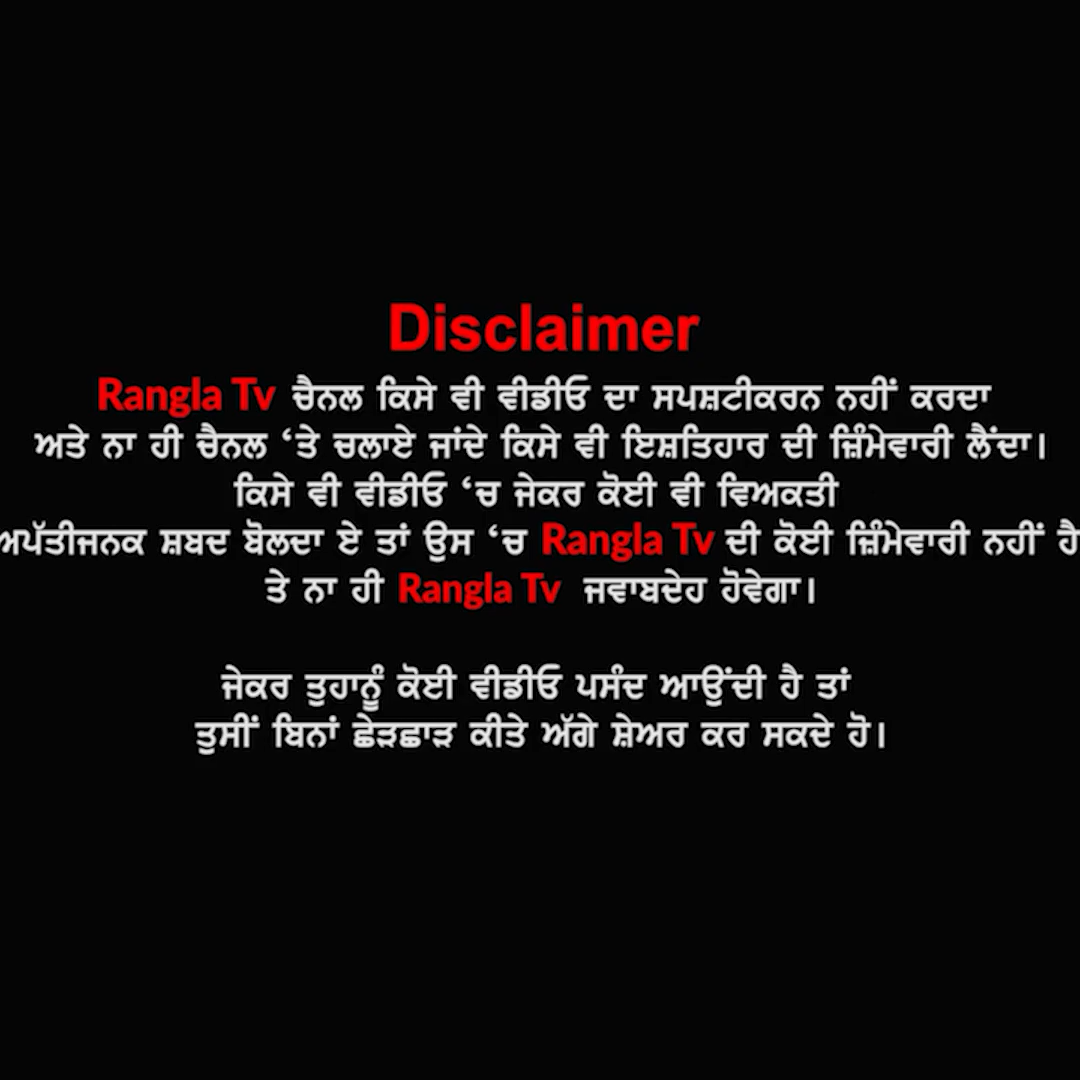 Disclaimer
Rangla Tv ਚੈਨਲ ਕਿਸੇ ਵੀ ਵੀਡੀਓ ਦਾ ਸਪਸ਼ਟੀਕਰਨ ਨਹੀਂ ਕਰਦਾ
ਅਤੇ ਨਾ ਹੀ ਚੈਨਲ ‘ਤੇ ਚਲਾਏ ਜਾਂਦੇ ਕਿਸੇ ਵੀ ਇਸ਼ਤਿਹਾਰ ਦੀ ਜ਼ਿੰਮੇਵਾਰੀ ਲੈਂਦਾ।
ਕਿਸੇ ਵੀ ਵੀਡੀਓ ‘ਚ ਜੇਕਰ ਕੋਈ ਵੀ ਵਿਅਕਤੀ
ਅਪੱਤੀਜਨਕ ਸ਼ਬਦ ਬੋਲਦਾ ਏ ਤਾਂ ਉਸ ‘ਚ Rangla Tv ਦੀ ਕੋਈ ਜ਼ਿੰਮੇਵਾਰੀ ਨਹੀਂ ਹੈ
ਤੇ ਨਾ ਹੀ Rangla Tv ਜਵਾਬਦੇਹ ਹੋਵੇਗਾ।
ਜੇਕਰ ਤੁਹਾਨੂੰ ਕੋਈ ਵੀਡੀਓ ਪਸੰਦ ਆਉਂਦੀ ਹੈ ਤਾਂ
ਤੁਸੀਂ ਬਿਨਾਂ ਛੇੜਛਾੜ ਕੀਤੇ ਅੱਗੇ ਸ਼ੇਅਰ ਕਰ ਸਕਦੇ ਹੋ।